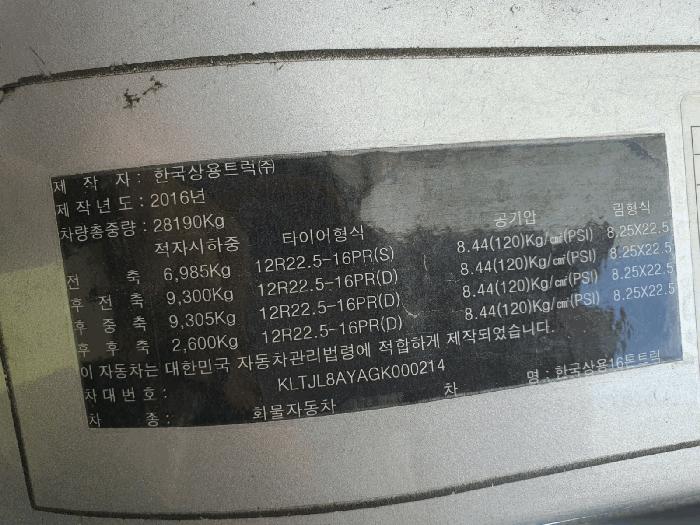 제 작 자 : 한국상용트럭㈜
제 작 년 도 : 2016년
차량총중량 : 28190Kg
적자시하중 타이어형식 공기압 림형식
전 축 6,985Kg 12R22.5-16PR(S) 8.44(120)Kg/㎠(PSI) 8.25X22.5
후 전 축 9,300Kg 12R22.5-16PR(D) 8.44(120)Kg/㎠(PSI) 8.25X22.5
후 중 축 9,305Kg 12R22.5-16PR(D) 8.44(120)Kg/㎠(PSI) 8.25X22.5
후 후 축 2,600Kg 12R22.5-16PR(D) 8.44(120)Kg/㎠(PSI) 8.25X22.5
이 자동차는 대한민국 자동차관리법령에 적합하게 제작되었습니다.
차 대 번 호 : KLTJL8AYAGK000214
차 종 : 화물자동차 차 명 : 한국상용16톤트럭